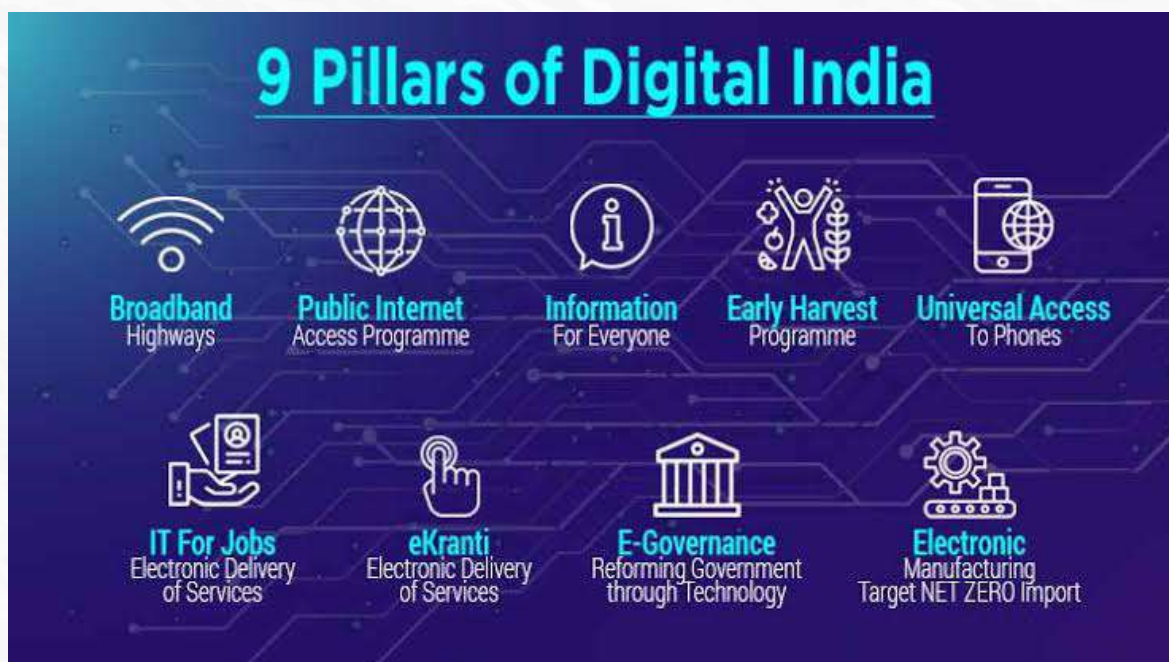 9 Pillars of Digital India
Broadband
Highways
Public Internet
Access Programme
Information
For Everyone
Early Harvest
Programme
Universal Access
To Phones
IT For Jobs
Electronic Delivery
of Services
eKranti
Electronic Delivery
of Services
E-Governance
Reforming Government
through Technology
Electronic
Manufacturing
Target NET ZERO Import